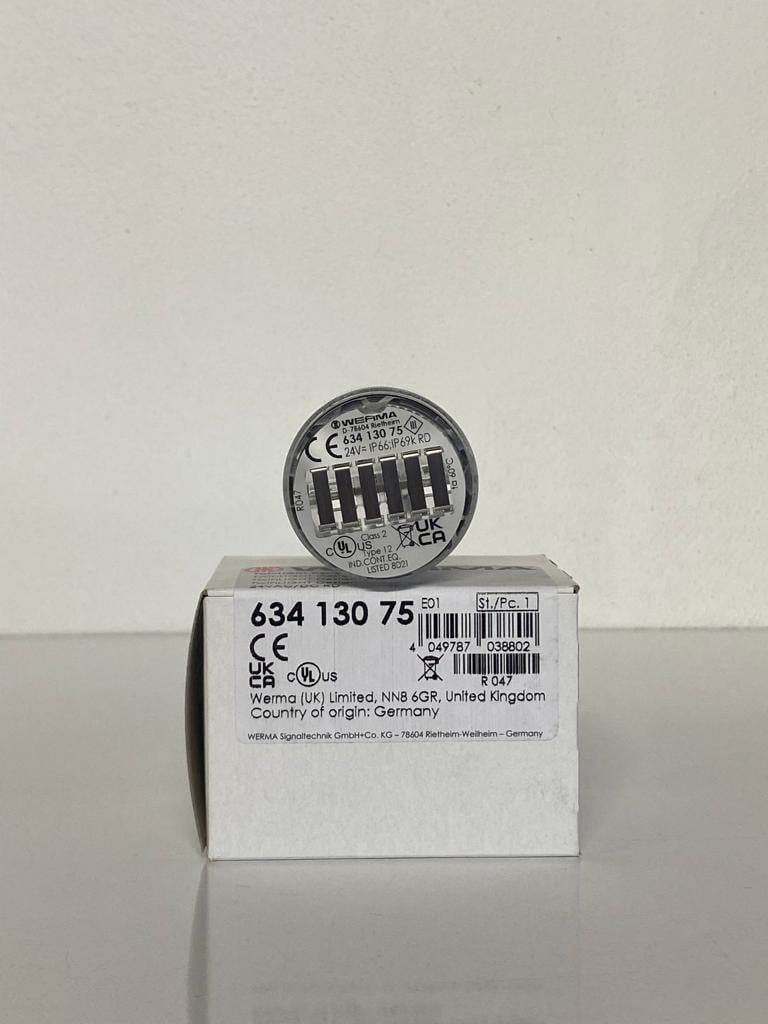 WERMA
D-78604 Rietheim
634 130 75
III
CE 24V= IP66;IP69K RD
R047
ta 60°C
Class 2
c UL US
Type 12
UK
CA
IND.CONT.EQ.
LISTED 8D21
WERMA
634 130 75 E01 St./Pc. 1
CE
4 049787 038802
UK
CA
c UL US
R 047
Werma (UK) Limited, NN8 6GR, United Kingdom
Country of origin: Germany
WERMA Signaltechnik GmbH+Co. KG – 78604 Rietheim-Weilheim – Germany